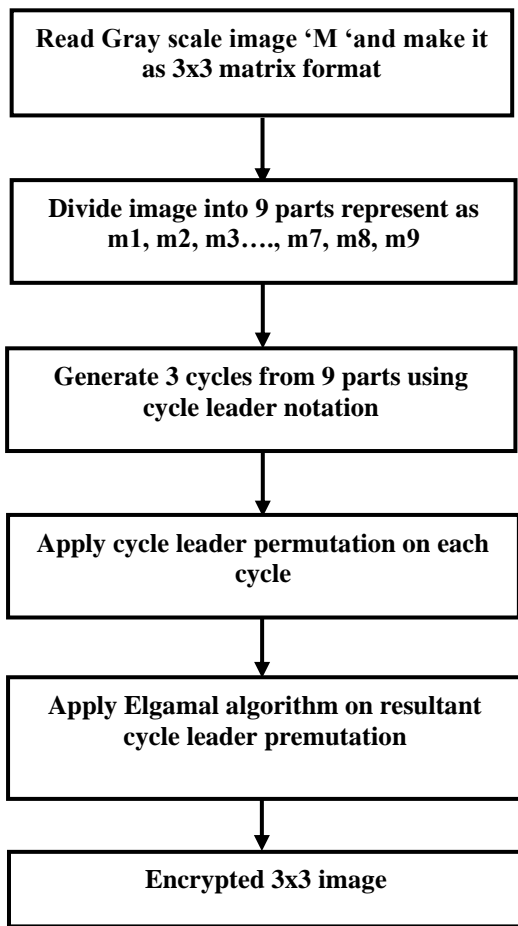 Read Gray scale image ‘M ‘and make it
as 3x3 matrix format
Divide image into 9 parts represent as
m1, m2, m3…., m7, m8, m9
Generate 3 cycles from 9 parts using
cycle leader notation
Apply cycle leader permutation on each
cycle
Apply Elgamal algorithm on resultant
cycle leader premutation
Encrypted 3x3 image